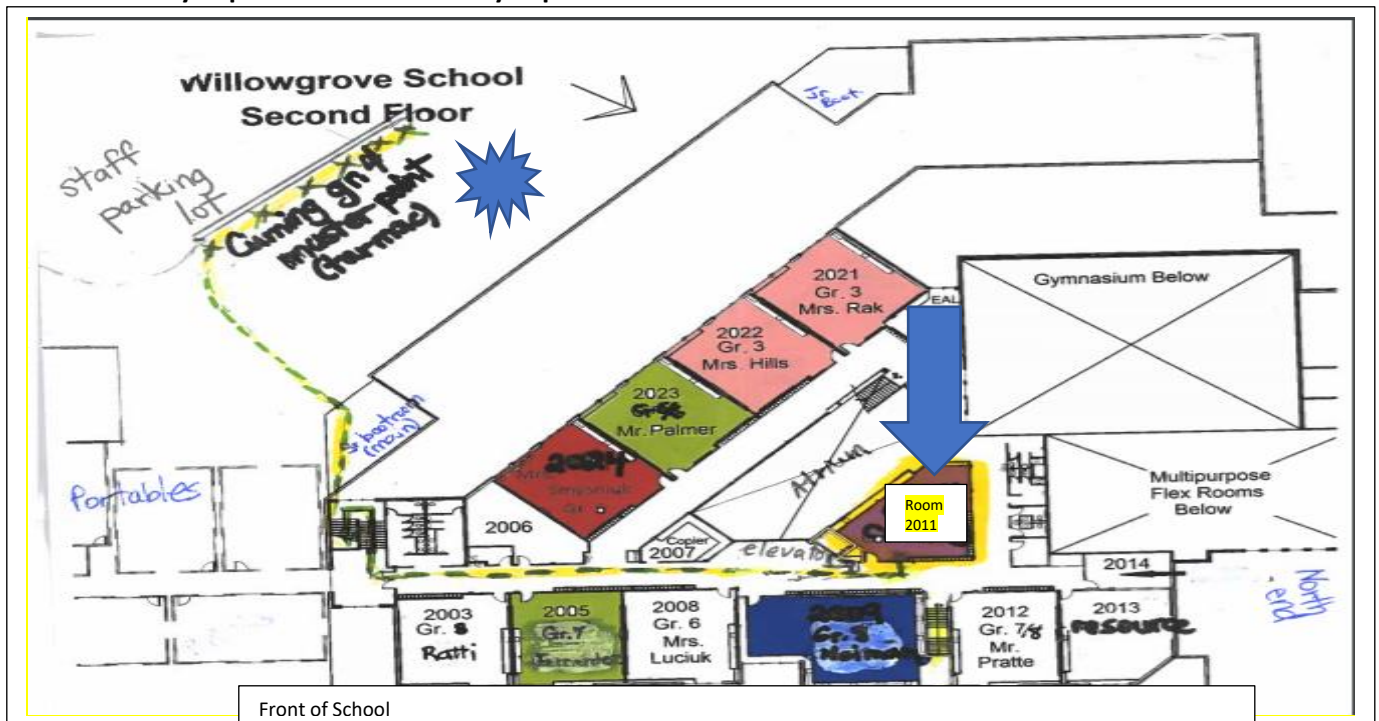 Willowgrove School
Second Floor
staff
parking
lot
Cuming gr 4
muster point
(tarmac)
Jr
Boot
2021
Gr. 3
Mrs. Rak
EAL
Gymnasium Below
2022
Gr. 3
Mrs. Hills
2023
Mr. Palmer
2024
Sr bootroom
(main)
Portables
2006
Copier
2007
elevator
Atrium
Room
2011
Multipurpose
Flex Rooms
Below
2014
North
end
2003
Gr. 8
Ratti
2005
Gr. 7
2008
Gr. 6
Mrs.
Luciuk
2009
Gr. 8
2012
Gr. 7/8
Mr.
Pratte
2013
resource
Front of School